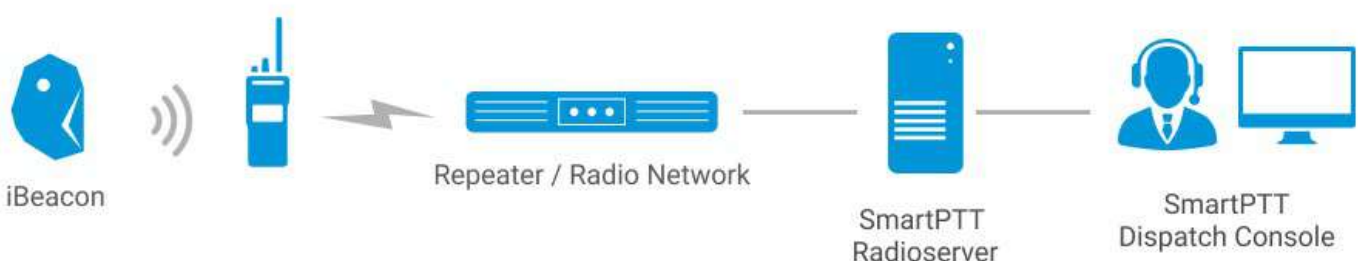 iBeacon
Repeater / Radio Network
SmartPTT
Radioserver
SmartPTT
Dispatch Console